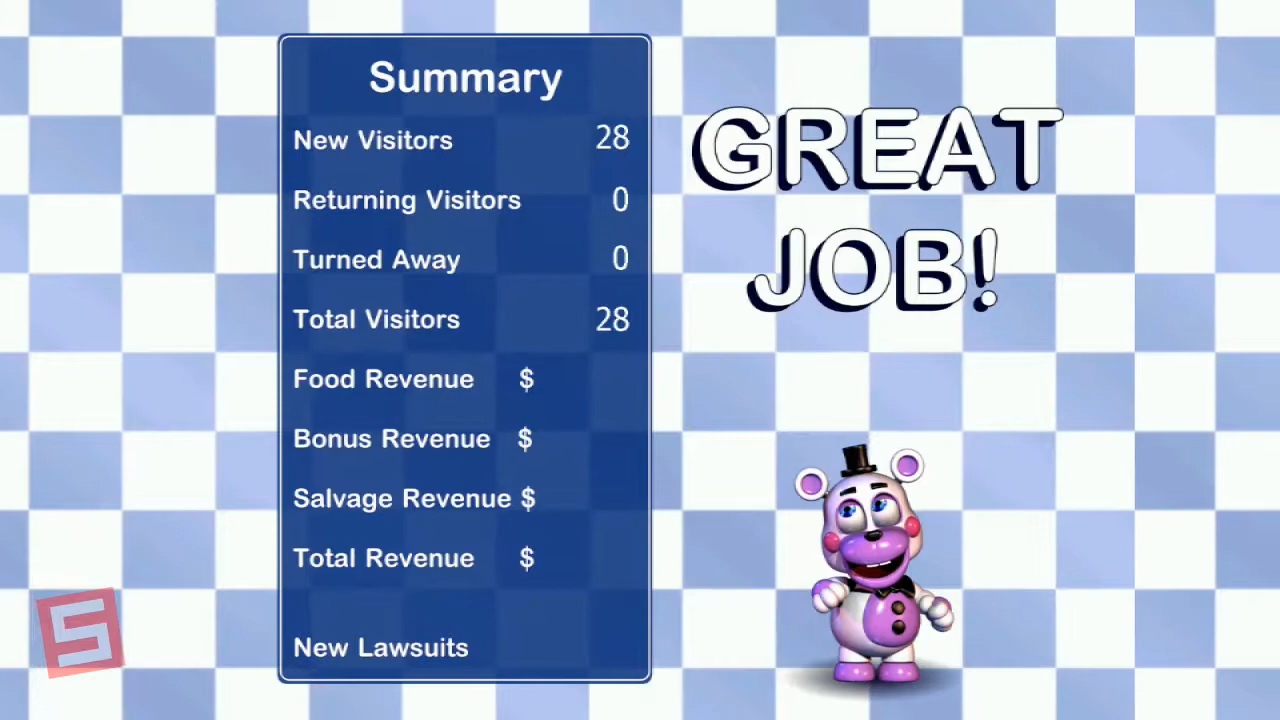 Summary
New Visitors 28
Returning Visitors 0
Turned Away 0
Total Visitors 28
Food Revenue $
Bonus Revenue $
Salvage Revenue $
Total Revenue $
New Lawsuits
GREAT
JOB!
S